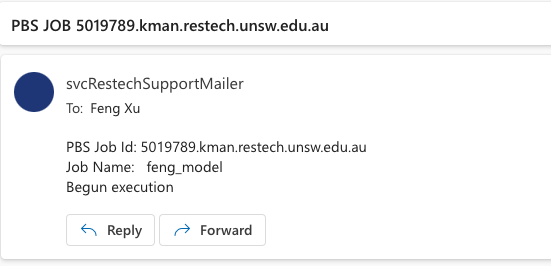 PBS JOB 5019789.kman.restech.unsw.edu.au
svcRestechSupportMailer
To: Feng Xu
PBS Job Id: 5019789.kman.restech.unsw.edu.au
Job Name: feng_model
Begun execution
Reply Forward